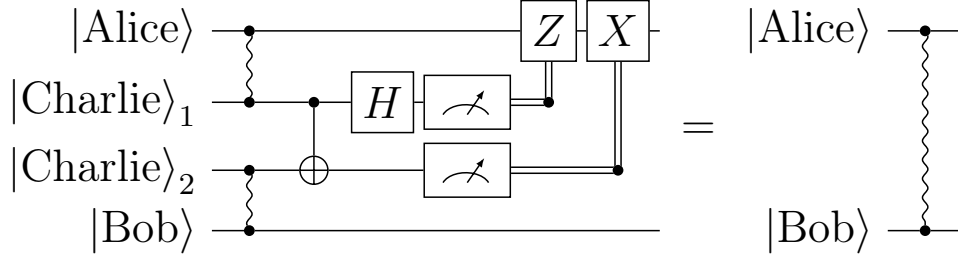 |Alice⟩ Z X |Alice⟩
|Charlie⟩₁ H
=
|Charlie⟩₂
|Bob⟩ |Bob⟩